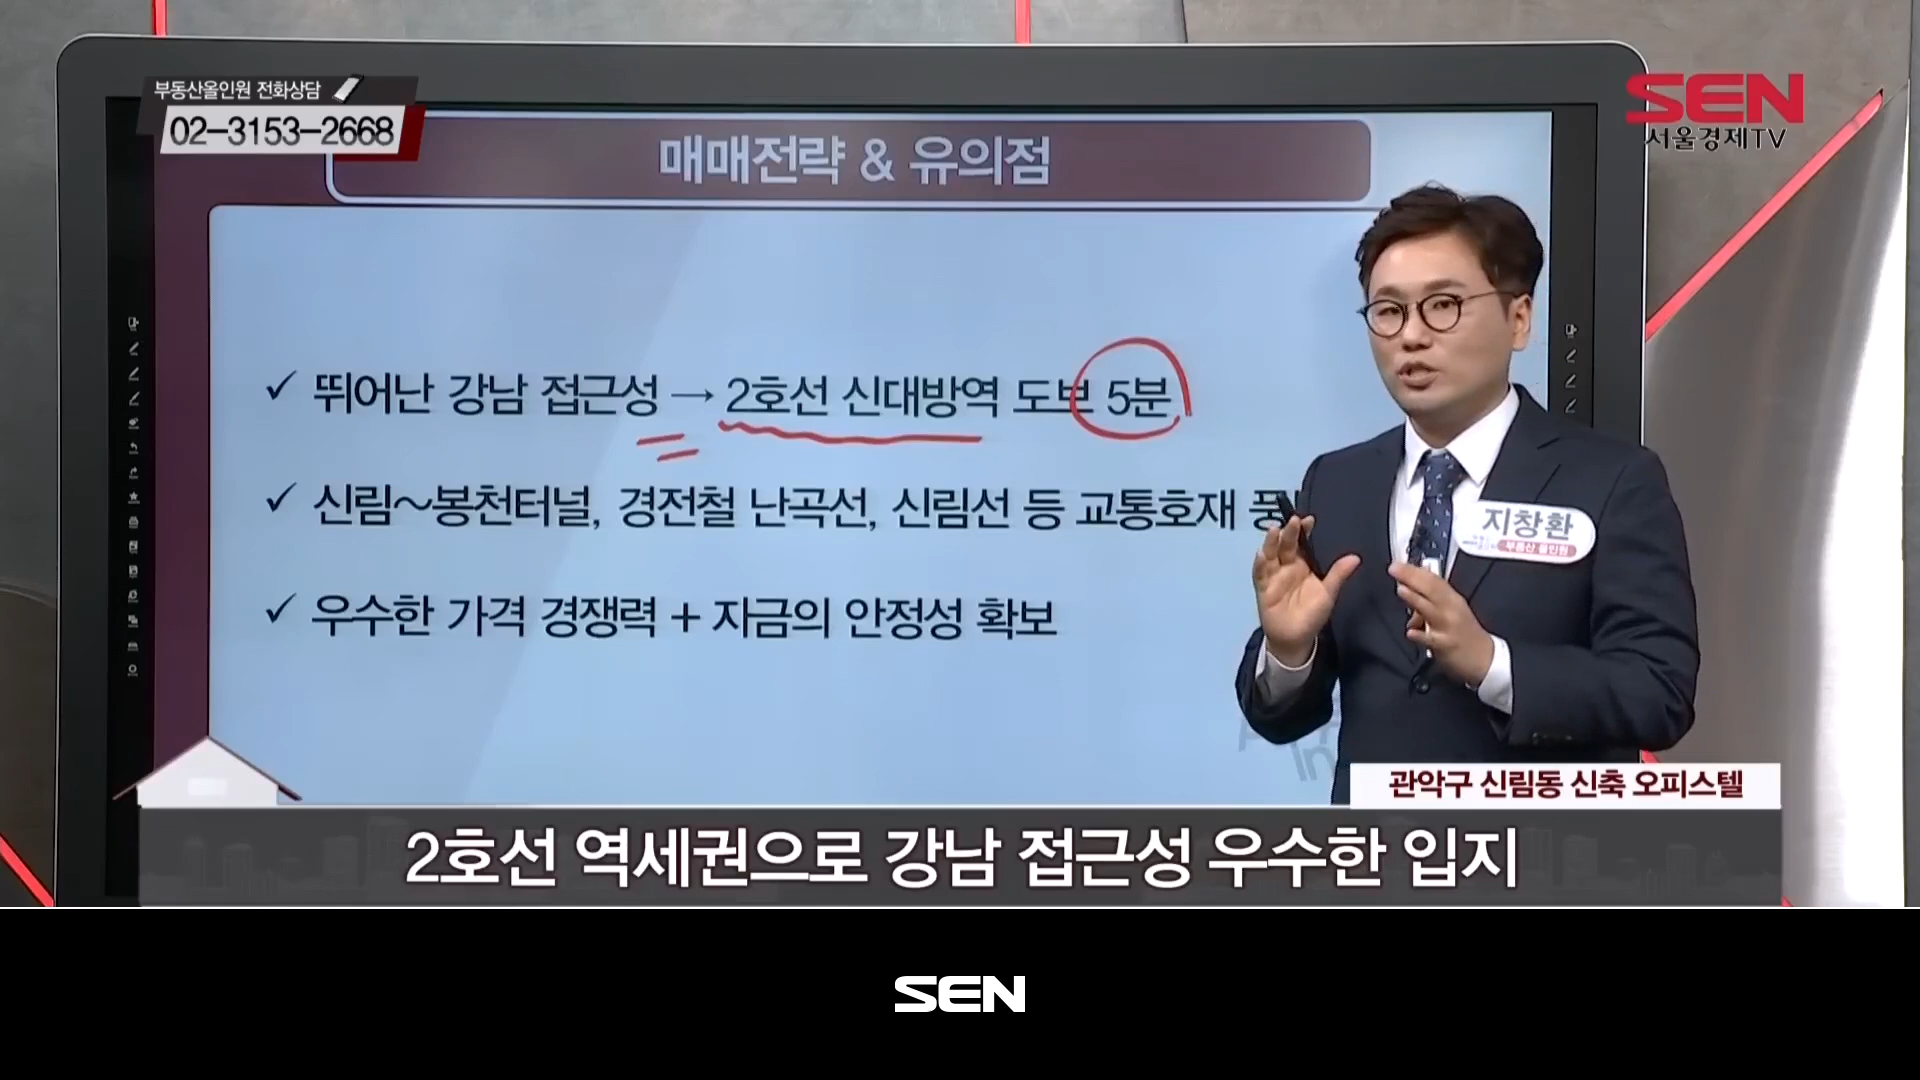 부동산올인원 전화상담
02-3153-2668
SEN
서울경제TV
매매전략 & 유의점
✓ 뛰어난 강남 접근성 → 2호선 신대방역 도보 5분
✓ 신림~봉천터널, 경전철 난곡선, 신림선 등 교통호재
✓ 우수한 가격 경쟁력 + 자금의 안정성 확보
지창환
부동산 올인원
관악구 신림동 신축 오피스텔
2호선 역세권으로 강남 접근성 우수한 입지
SEN